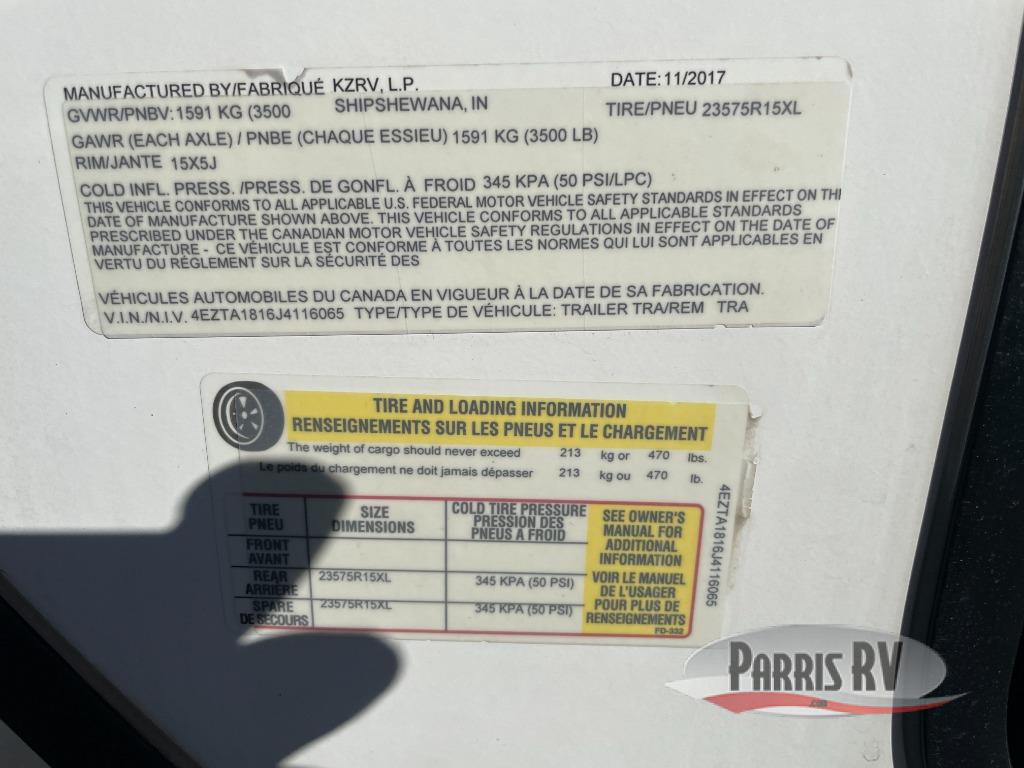 MANUFACTURED BY/FABRIQUÉ KZRV, L.P. DATE: 11/2017
GVWR/PNBV: 1591 KG (3500 SHIPSHEWANA, IN TIRE/PNEU 23575R15XL
GAWR (EACH AXLE) / PNBE (CHAQUE ESSIEU) 1591 KG (3500 LB)
RIM/JANTE 15X5J
COLD INFL. PRESS. /PRESS. DE GONFL. À FROID 345 KPA (50 PSI/LPC)
THIS VEHICLE CONFORMS TO ALL APPLICABLE U.S. FEDERAL MOTOR VEHICLE SAFETY STANDARDS IN EFFECT ON THE
DATE OF MANUFACTURE SHOWN ABOVE. THIS VEHICLE CONFORMS TO ALL APPLICABLE STANDARDS
PRESCRIBED UNDER THE CANADIAN MOTOR VEHICLE SAFETY REGULATIONS IN EFFECT ON THE DATE OF
MANUFACTURE - CE VÉHICULE EST CONFORME À TOUTES LES NORMES QUI LUI SONT APPLICABLES EN
VERTU DU RÉGLEMENT SUR LA SÉCURITÉ DES
VÉHICULES AUTOMOBILES DU CANADA EN VIGUEUR À LA DATE DE SA FABRICATION.
V.I.N./N.I.V. 4EZTA1816J4116065 TYPE/TYPE DE VÉHICULE: TRAILER TRA/REM TRA
TIRE AND LOADING INFORMATION
RENSEIGNEMENTS SUR LES PNEUS ET LE CHARGEMENT
The weight of cargo should never exceed 213 kg or 470 lbs.
Le poids du chargement ne doit jamais dépasser 213 kg ou 470 lb.
TIRE
PNEU
SIZE
DIMENSIONS
COLD TIRE PRESSURE
PRESSION DES
PNEUS A FROID
FRONT
AVANT
REAR
ARRIÈRE
23575R15XL
345 KPA (50 PSI)
SPARE
DE SECOURS
23575R15XL
345 KPA (50 PSI)
SEE OWNER'S
MANUAL FOR
ADDITIONAL
INFORMATION
VOIR LE MANUEL
DE L'USAGER
POUR PLUS DE
RENSEIGNEMENTS
FD-332
4EZTA1816J4116065
PARRIS RV
.com